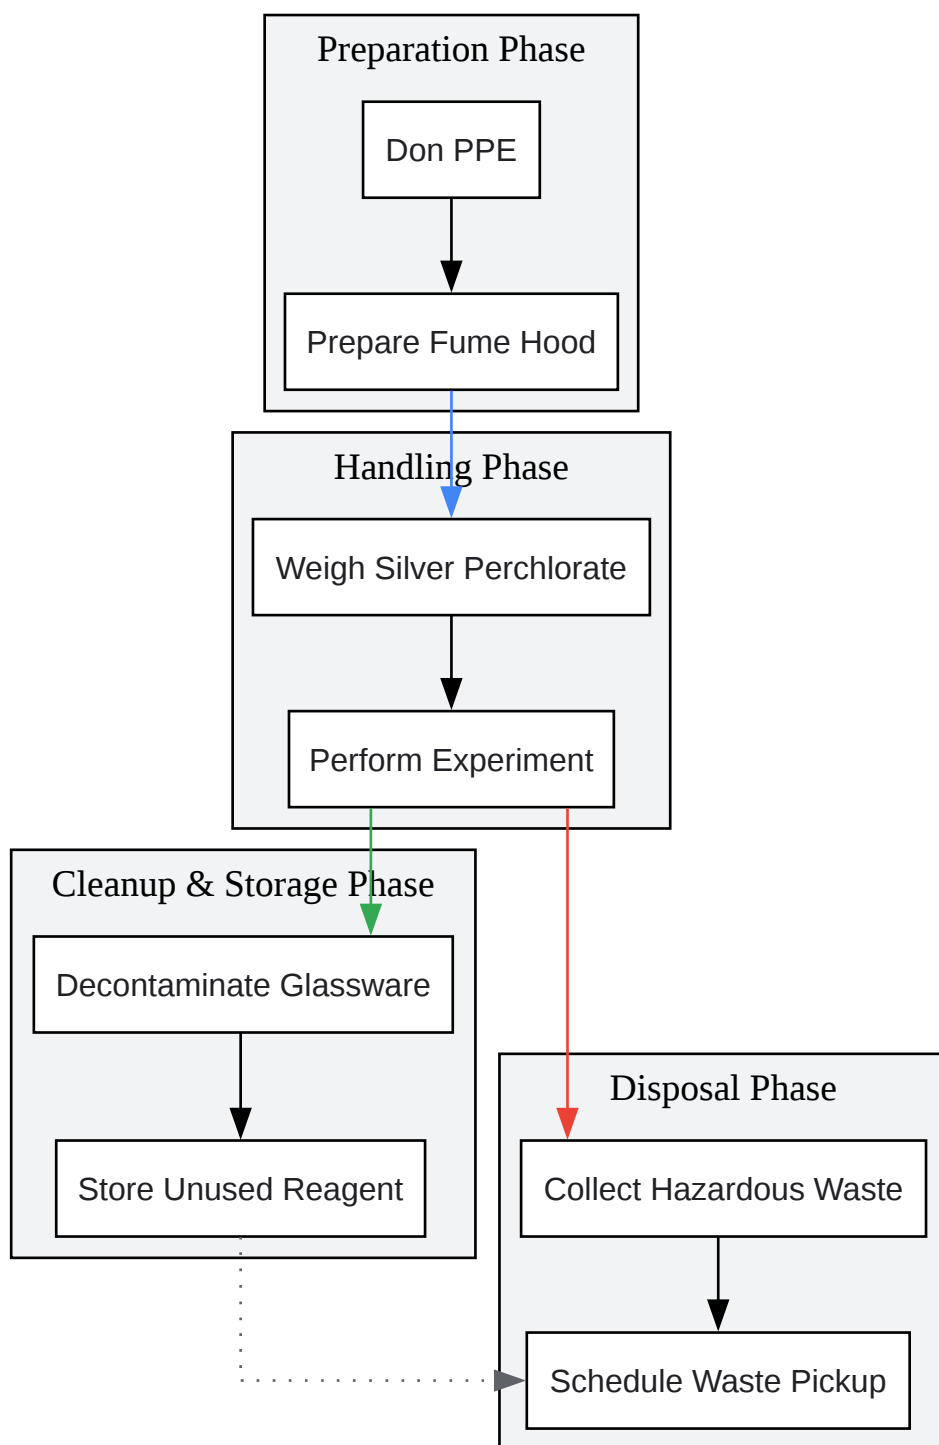 Preparation Phase
Don PPE
Prepare Fume Hood
Handling Phase
Weigh Silver Perchlorate
Perform Experiment
Cleanup & Storage Phase
Decontaminate Glassware
Store Unused Reagent
Disposal Phase
Collect Hazardous Waste
Schedule Waste Pickup